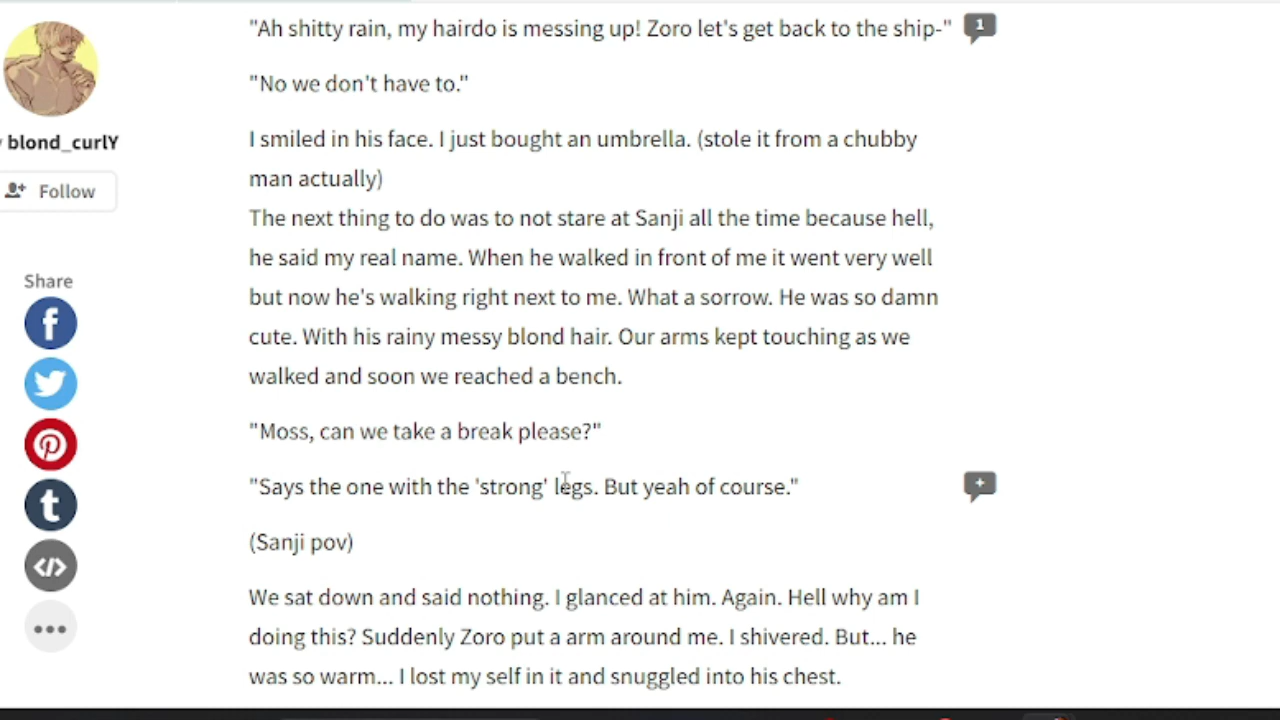 "Ah shitty rain, my hairdo is messing up! Zoro let's get back to the ship-"
1
"No we don't have to."
I smiled in his face. I just bought an umbrella. (stole it from a chubby
man actually)
The next thing to do was to not stare at Sanji all the time because hell,
he said my real name. When he walked in front of me it went very well
but now he's walking right next to me. What a sorrow. He was so damn
cute. With his rainy messy blond hair. Our arms kept touching as we
walked and soon we reached a bench.
"Moss, can we take a break please?"
"Says the one with the 'strong' legs. But yeah of course."
+
(Sanji pov)
We sat down and said nothing. I glanced at him. Again. Hell why am I
doing this? Suddenly Zoro put a arm around me. I shivered. But... he
was so warm... I lost my self in it and snuggled into his chest.
blond_curlY
Follow
Share